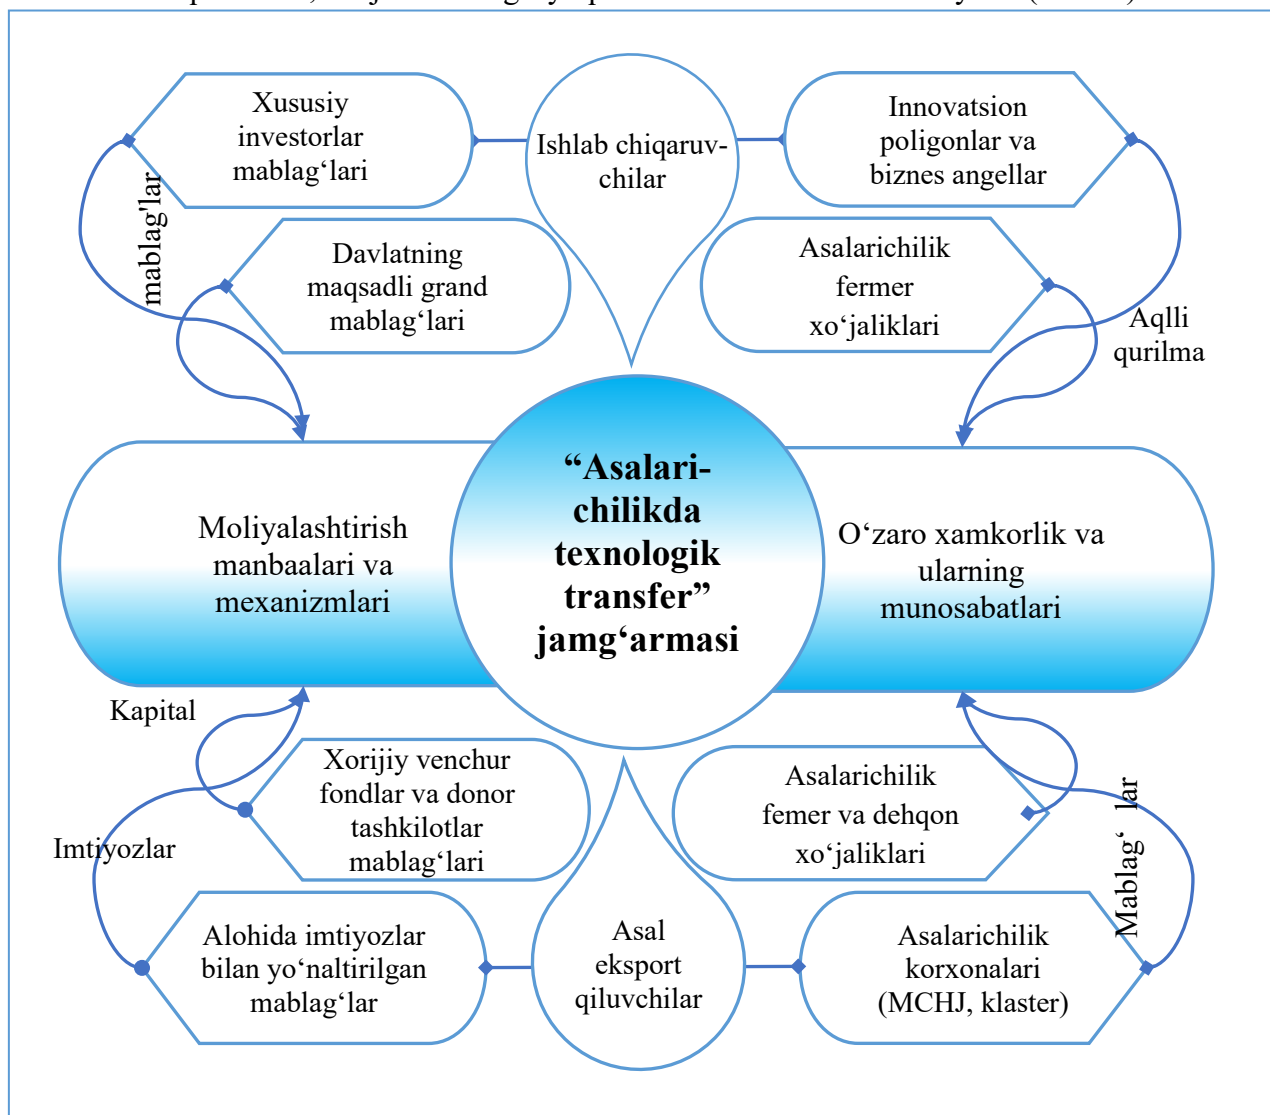 Xususiy
investorlar
mablag‘lari
Ishlab chiqaruv-
chilar
Innovatsion
poligonlar va
biznes angellar
mablag'lar
Davlatning
maqsadli grand
mablag‘lari
Asalarichilik
fermer
xo‘jaliklari
Aqlli
qurilma
Moliyalashtirish
manbaalari va
mexanizmlari
“Asalari-
chilikda
texnologik
transfer”
jamg‘armasi
O‘zaro xamkorlik va
ularning
munosabatlari
Kapital
Xorijiy venchur
fondlar va donor
tashkilotlar
mablag‘lari
Asalarichilik
femer va dehqon
xo‘jaliklari
Imtiyozlar
Mablag‘ lar
Alohida imtiyozlar
bilan yo‘naltirilgan
mablag‘lar
Asal
eksport
qiluvchilar
Asalarichilik
korxonalari
(MCHJ, klaster)